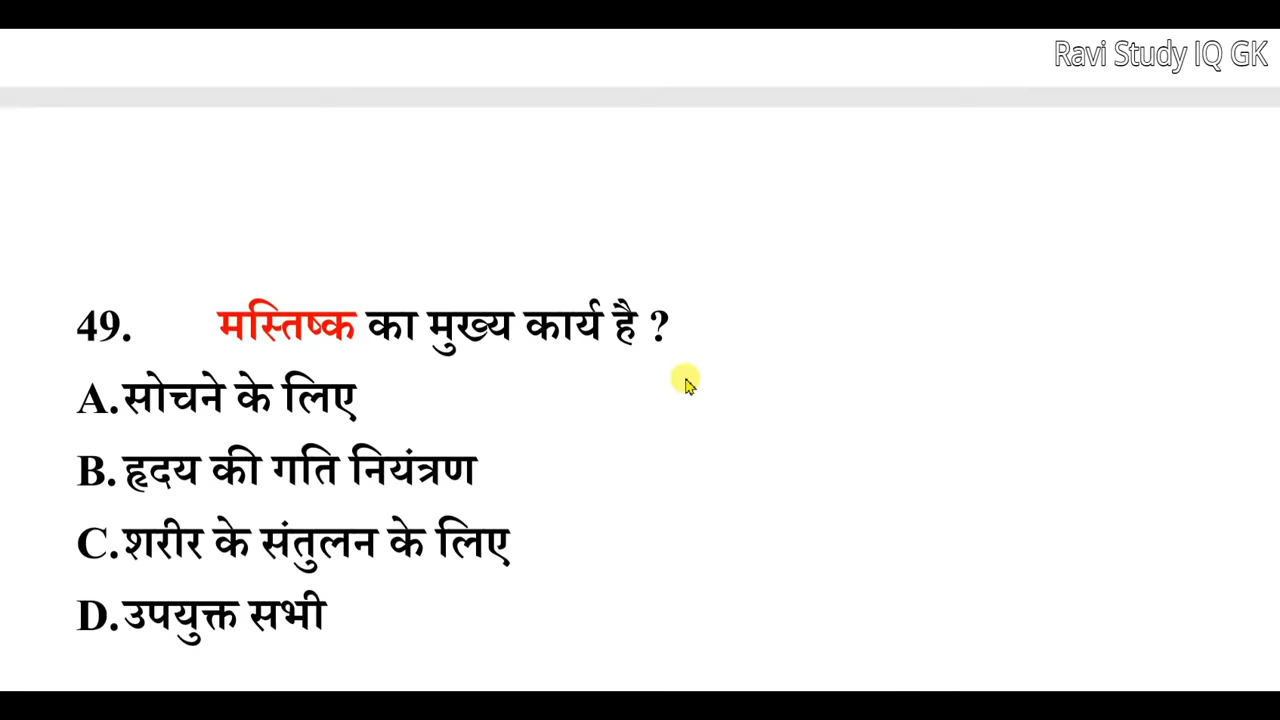 Ravi Study IQ GK
49. मस्तिष्क का मुख्य कार्य है ?
A.सोचने के लिए
B.हृदय की गति नियंत्रण
C.शरीर के संतुलन के लिए
D.उपयुक्त सभी